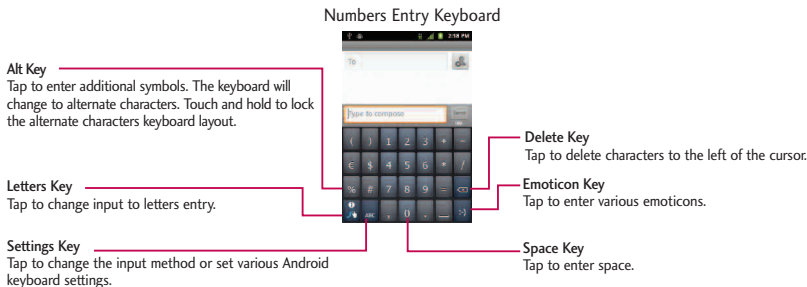 Numbers Entry Keyboard
2:58 PM
To
Type to compose
Send
( ) 1 2 3 + -
€ $ 4 5 6 * /
% # 7 8 9 =
ABC , 0 . :-)
Alt Key
Tap to enter additional symbols. The keyboard will
change to alternate characters. Touch and hold to lock
the alternate characters keyboard layout.
Letters Key
Tap to change input to letters entry.
Settings Key
Tap to change the input method or set various Android
keyboard settings.
Delete Key
Tap to delete characters to the left of the cursor.
Emoticon Key
Tap to enter various emoticons.
Space Key
Tap to enter space.